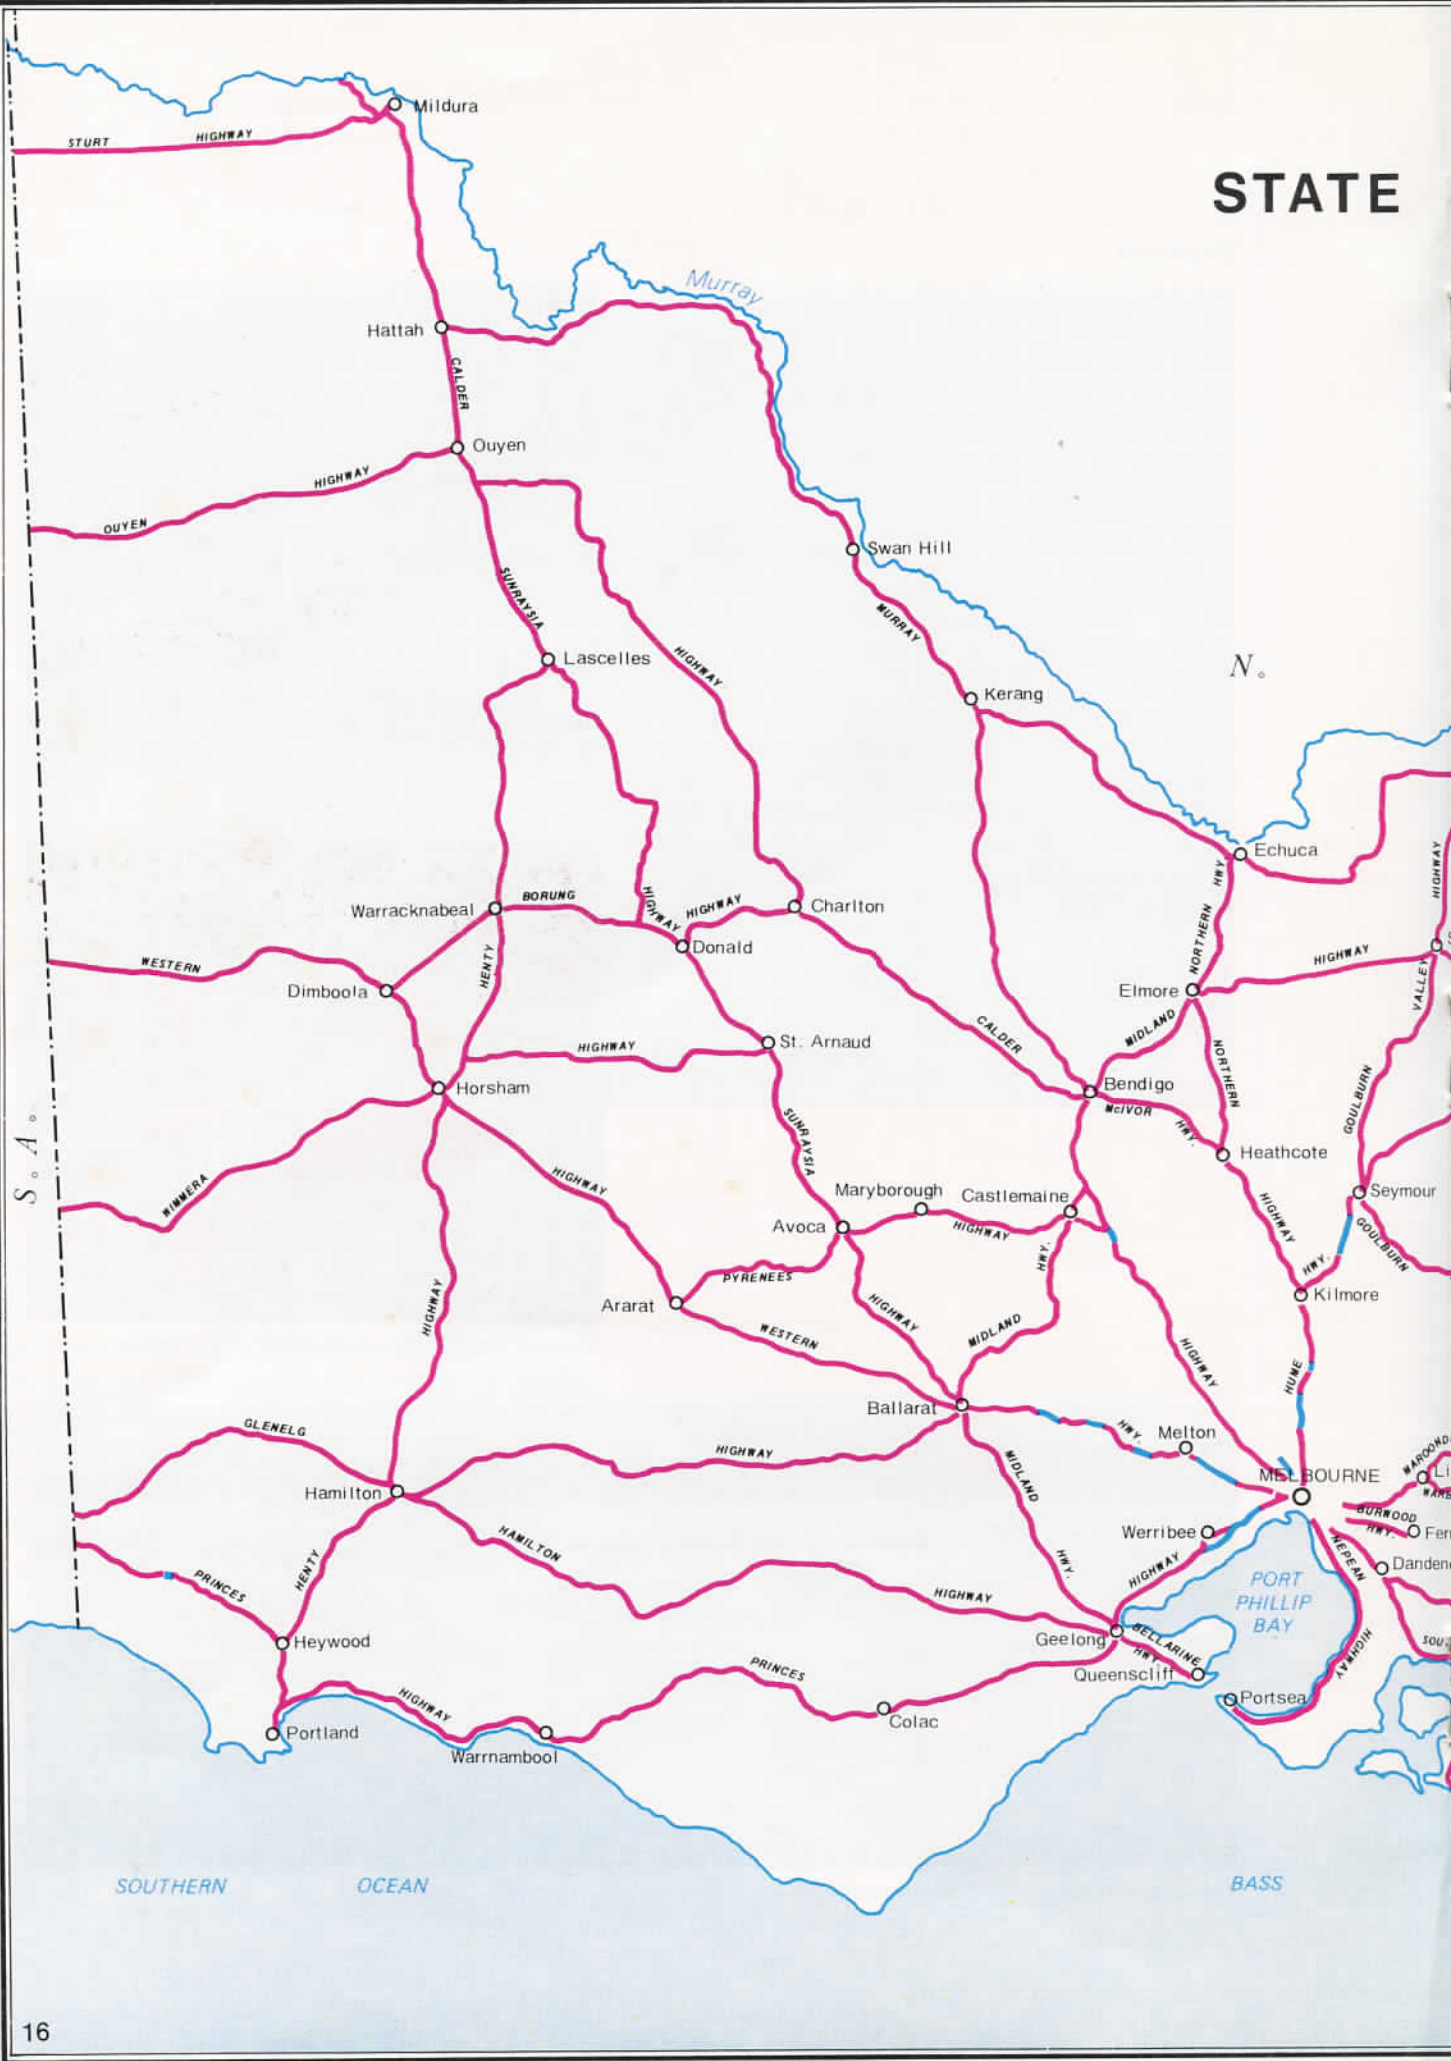 STATE
Mildura
STURT HIGHWAY
Murray
Hattah
CALDER
Ouyen
HIGHWAY
OUYEN
Swan Hill
SUNRAYSIA
MURRAY
Lascelles
HIGHWAY
N.
Kerang
Echuca
HIGHWAY
HWY.
BORUNG
Warracknabeal
HIGHWAY
HIGHWAY
Charlton
Donald
NORTHERN
WESTERN
HENTY
HIGHWAY
VALLEY
Dimboola
Elmore
CALDER
MIDLAND
HIGHWAY
St. Arnaud
NORTHERN
Horsham
Bendigo
GOULBURN
McIVOR
HWY.
SUNRAYSIA
S. A.
Heathcote
WIMMERA
HIGHWAY
Maryborough
Castlemaine
Seymour
Avoca
HIGHWAY
HWY.
HIGHWAY
GOULBURN
HWY.
PYRENEES
Kilmore
Ararat
HIGHWAY
HIGHWAY
WESTERN
MIDLAND
HIGHWAY
HUME
Ballarat
GLENELG
HWY.
Melton
HIGHWAY
MIDLAND
MELBOURNE
Hamilton
BURWOOD
HWY.
Werribee
HAMILTON
NEPEAN
HWY.
HENTY
PRINCES
HIGHWAY
HIGHWAY
PORT
PHILLIP
BAY
Heywood
Geelong
BELLARINE
HWY.
HIGHWAY
PRINCES
Queenscliff
HIGHWAY
Portsea
Colac
Portland
Warrnambool
SOUTHERN OCEAN
BASS
16